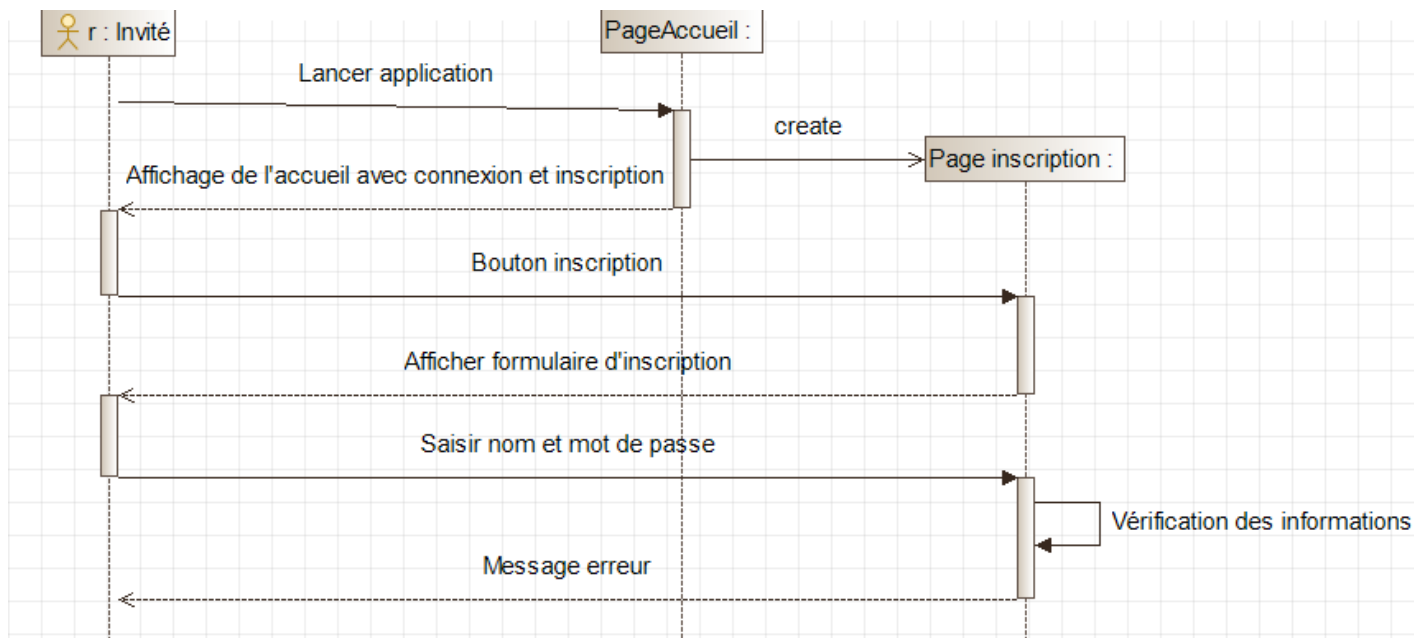 r : Invité
PageAccueil :
Lancer application
create
Page inscription :
Affichage de l'accueil avec connexion et inscription
Bouton inscription
Afficher formulaire d'inscription
Saisir nom et mot de passe
Vérification des informations
Message erreur